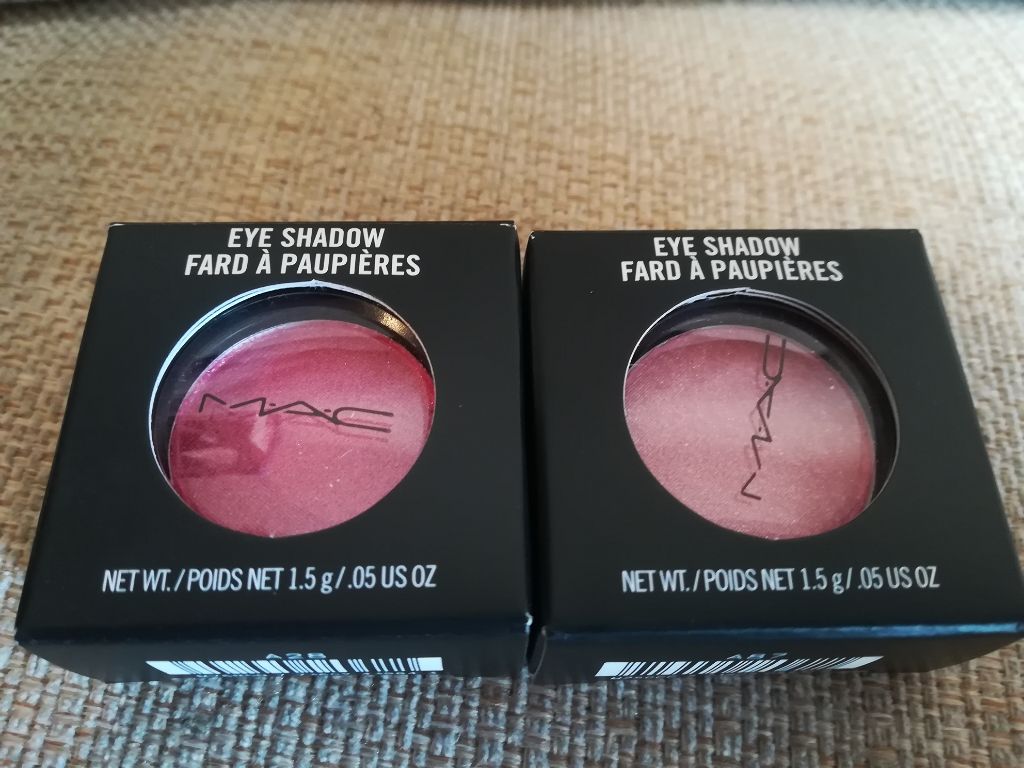 EYE SHADOW
FARD À PAUPIÈRES
M·A·C
NET WT. / POIDS NET 1.5 g / .05 US OZ
EYE SHADOW
FARD À PAUPIÈRES
M·A·C
NET WT. / POIDS NET 1.5 g / .05 US OZ